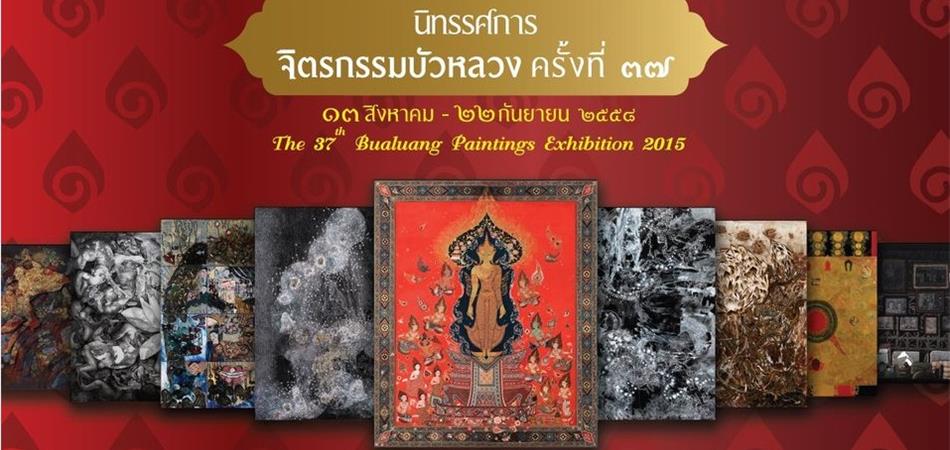 นิทรรศการ
จิตรกรรมบัวหลวง ครั้งที่ ๓๗
๑๓ สิงหาคม - ๒๒ กันยายน ๒๕๕๘
The 37th Bualuang Paintings Exhibition 2015